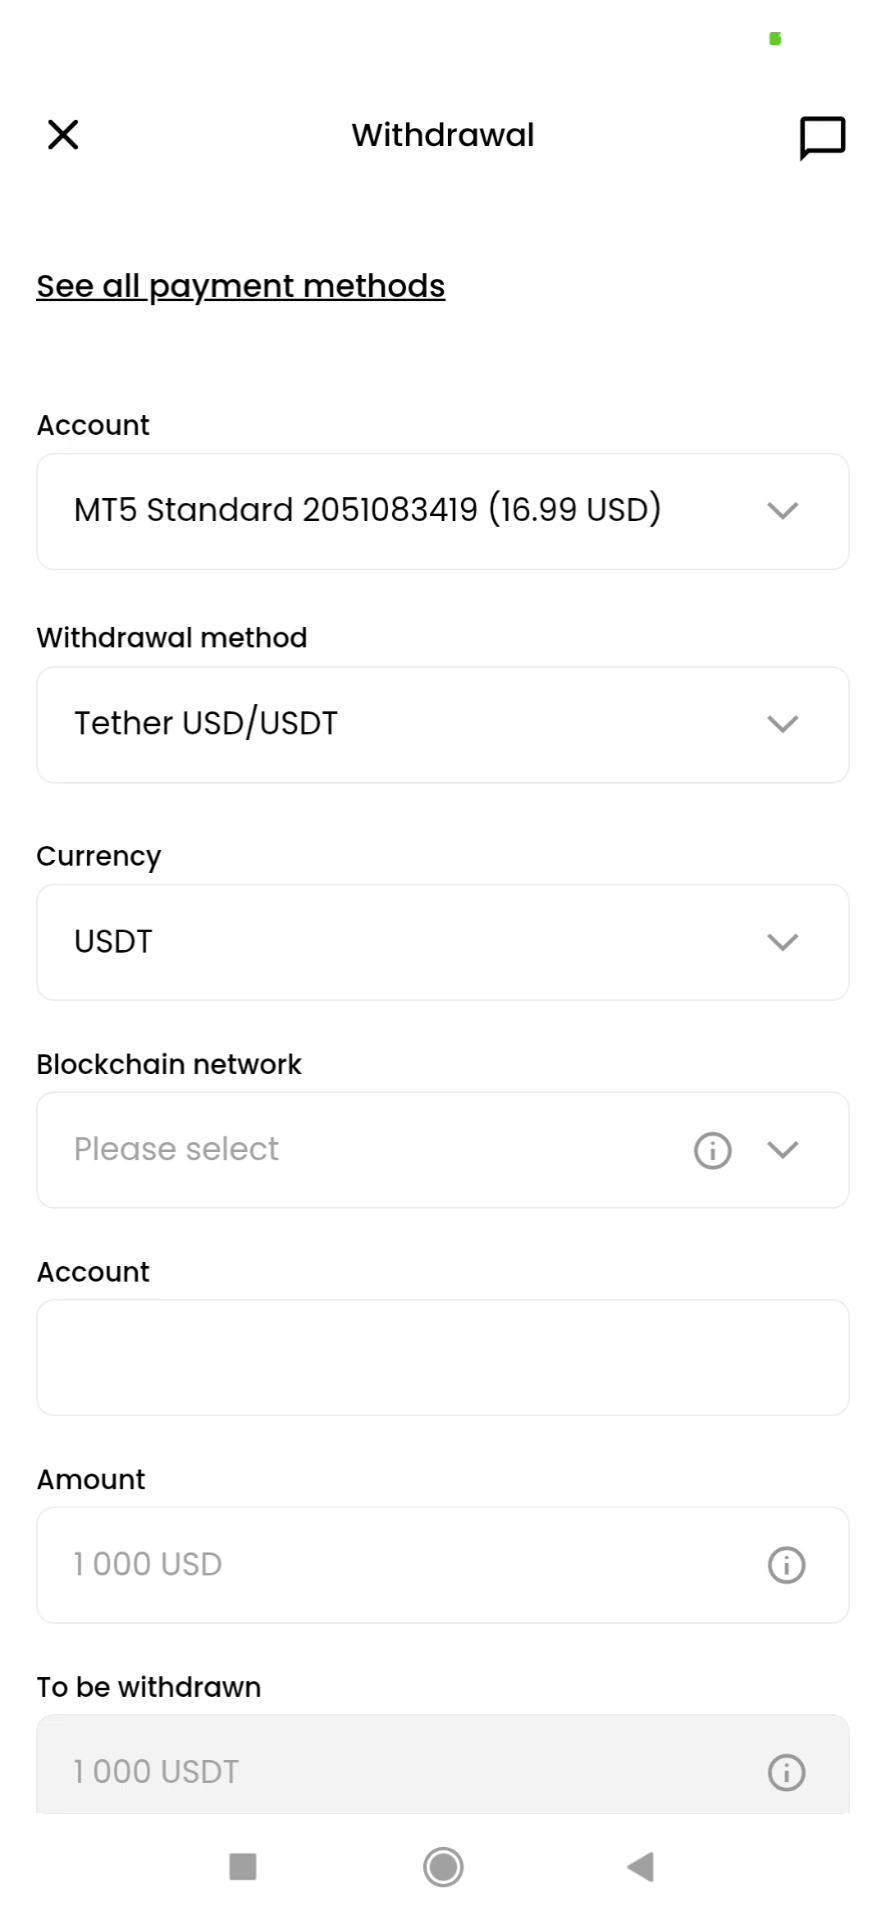 Withdrawal
See all payment methods
Account
MT5 Standard 2051083419 (16.99 USD)
Withdrawal method
Tether USD/USDT
Currency
USDT
Blockchain network
Please select
Account
Amount
1 000 USD
To be withdrawn
1 000 USDT